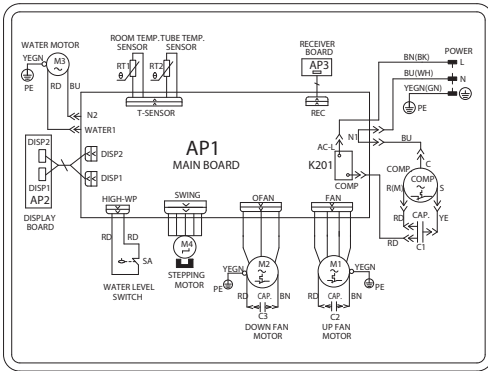 ROOM TEMP. TUBE TEMP.
SENSOR SENSOR
RT1 RT2
θ θ
T-SENSOR
WATER MOTOR
YEGN
M3
PE
RD BU
N2
WATER1
RECEIVER
BOARD
AP3
REC
POWER
BN(BK) L
BU(WH) N
YEGN(GN)
PE
AP1
MAIN BOARD
AC-L
K201
COMP
N1
BU
C
COMP
COMP
R(M) S
RD YE
CAP.
C1
RD
DISP2
DISP1
AP2
DISPLAY
BOARD
DISP2
DISP1
HIGH-WP
RD RD
SA
WATER LEVEL
SWITCH
SWING
M4
STEPPING
MOTOR
OFAN
YEGN
M2
PE
RD CAP. BN
C3
DOWN FAN
MOTOR
FAN
M1
YEGN
PE
RD CAP. BN
C2
UP FAN
MOTOR